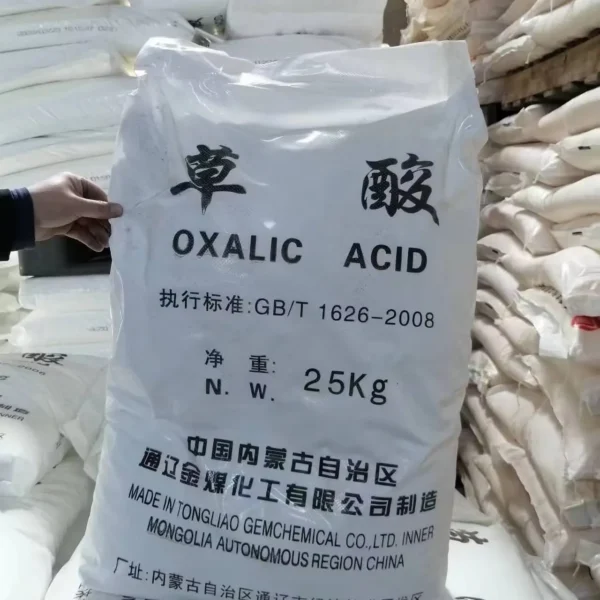 草 酸
OXALIC ACID
执行标准:GB/T 1626-2008
净 重:
N. W. 25Kg
中国内蒙古自治区
通辽金煤化工有限公司制造
MADE IN TONGLIAO GEMCHEMICAL CO.,LTD. INNER
MONGOLIA AUTONOMOUS REGION CHINA
厂址:内蒙古自治区通辽